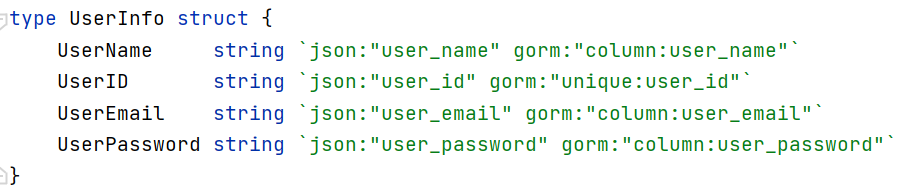 type UserInfo struct {
    UserName     string `json:"user_name" gorm:"column:user_name"`
    UserID       string `json:"user_id" gorm:"unique:user_id"`
    UserEmail    string `json:"user_email" gorm:"column:user_email"`
    UserPassword string `json:"user_password" gorm:"column:user_password"`
}